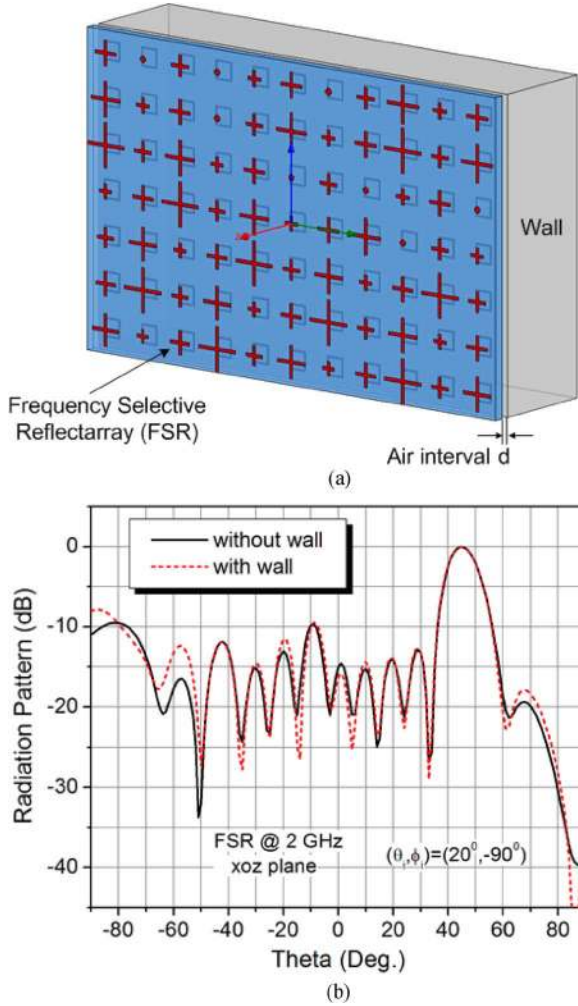 Wall
Frequency Selective
Reflectarray (FSR)
Air interval d
(a)
Radiation Pattern (dB)
0
-10
-20
-30
-40
without wall
with wall
FSR @ 2 GHz
xoz plane
(θᵢ,ϕᵢ)=(20⁰,-90⁰)
-80 -60 -40 -20 0 20 40 60 80
Theta (Deg.)
(b)